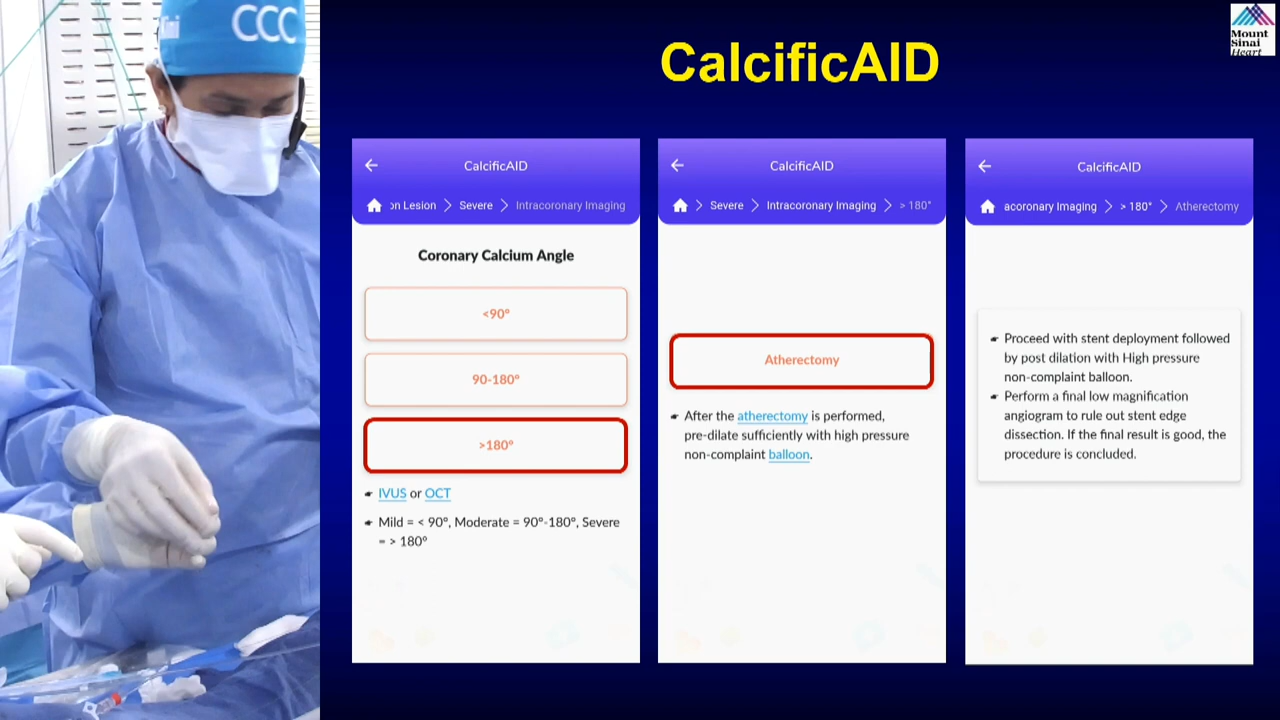 CCC
Mount
Sinai
Heart
CalcificAID
CalcificAID
on Lesion > Severe > Intracoronary Imaging
Coronary Calcium Angle
<90°
90-180°
>180°
IVUS or OCT
Mild = < 90°, Moderate = 90°-180°, Severe
= > 180°
CalcificAID
> Severe > Intracoronary Imaging > > 180°
Atherectomy
After the atherectomy is performed,
pre-dilate sufficiently with high pressure
non-complaint balloon.
CalcificAID
acoronary Imaging > > 180° > Atherectomy
Proceed with stent deployment followed
by post dilation with High pressure
non-complaint balloon.
Perform a final low magnification
angiogram to rule out stent edge
dissection. If the final result is good, the
procedure is concluded.